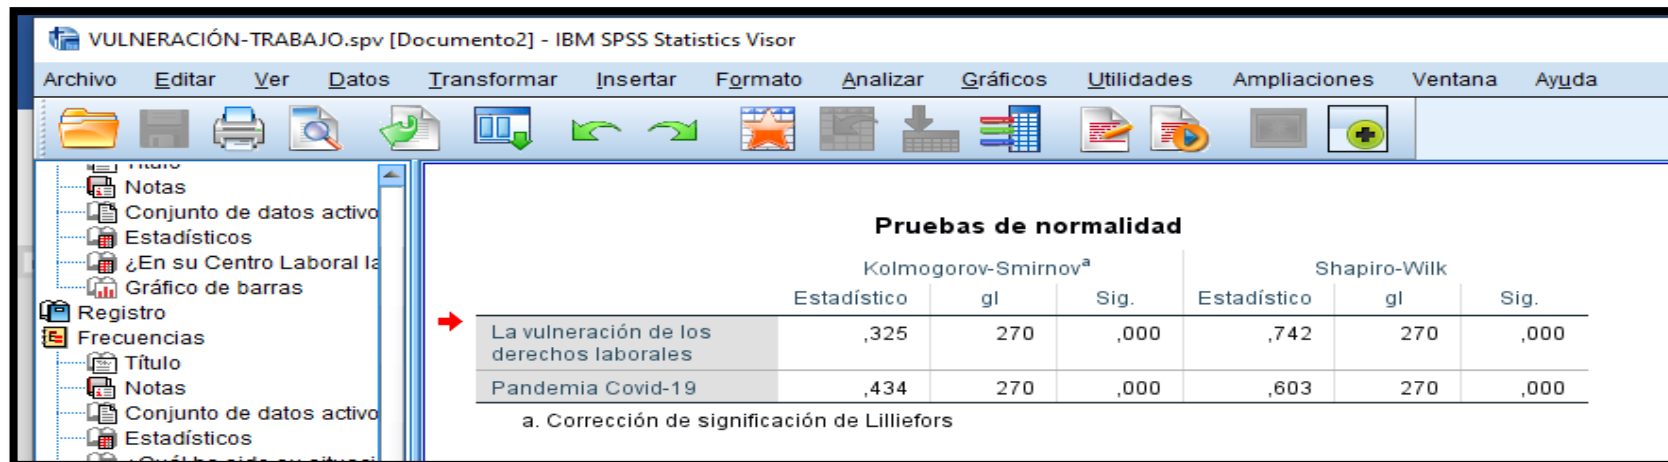 VULNERACIÓN-TRABAJO.spv [Documento2] - IBM SPSS Statistics Visor
Archivo Editar Ver Datos Transformar Insertar Formato Analizar Gráficos Utilidades Ampliaciones Ventana Ayuda
Título
Notas
Conjunto de datos activo
Estadísticos
¿En su Centro Laboral la
Gráfico de barras
Registro
Frecuencias
Título
Notas
Conjunto de datos activo
Estadísticos
Pruebas de normalidad
Kolmogorov-Smirnovª Shapiro-Wilk
Estadístico gl Sig. Estadístico gl Sig.
La vulneración de los
derechos laborales ,325 270 ,000 ,742 270 ,000
Pandemia Covid-19 ,434 270 ,000 ,603 270 ,000
a. Corrección de significación de Lilliefors